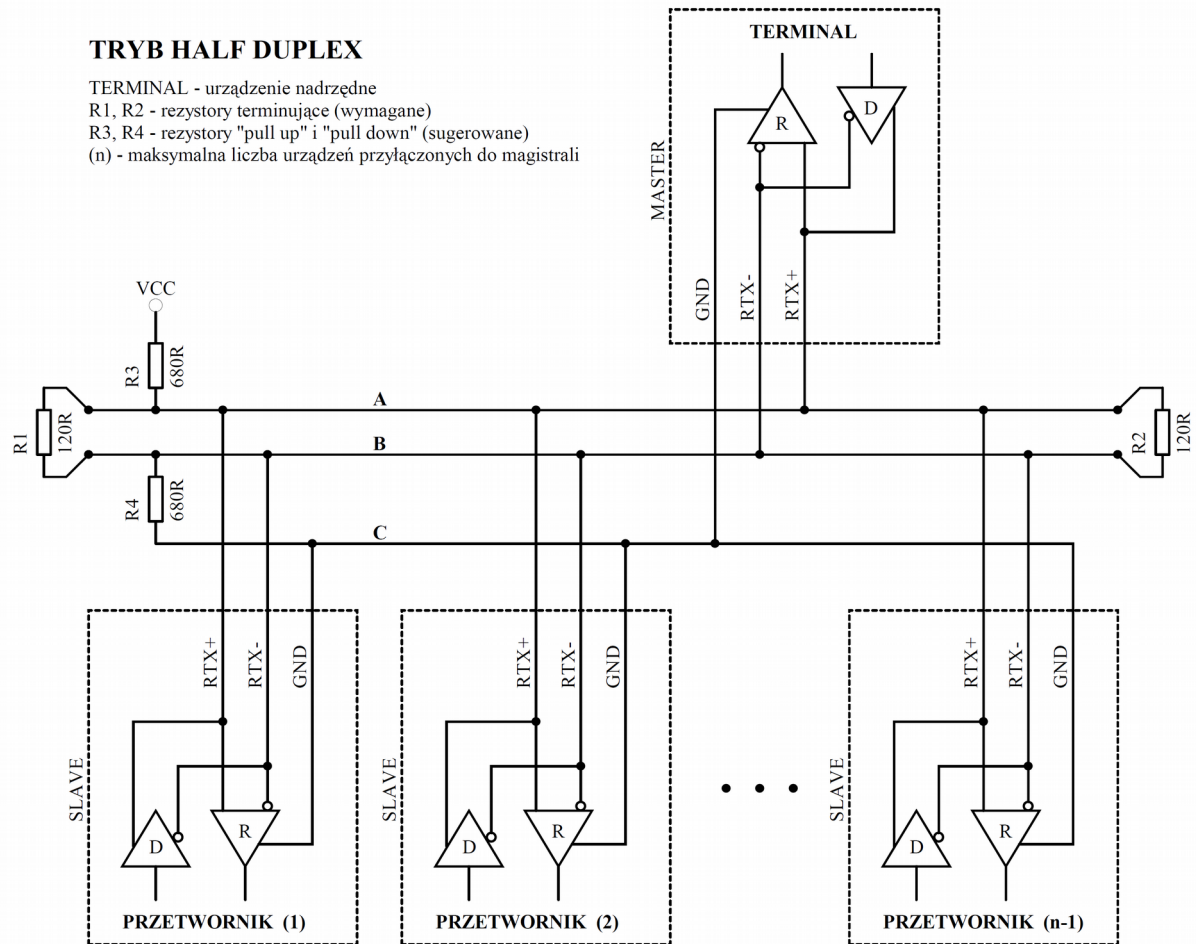 TRYB HALF DUPLEX
TERMINAL - urządzenie nadrzędne
R1, R2 - rezystory terminujące (wymagane)
R3, R4 - rezystory "pull up" i "pull down" (sugerowane)
(n) - maksymalna liczba urządzeń przyłączonych do magistrali
TERMINAL
R
D
MASTER
GND
RTX-
RTX+
VCC
R3
680R
A
R1
120R
B
R2
120R
R4
680R
C
RTX+
RTX-
GND
RTX+
RTX-
GND
RTX+
RTX-
GND
SLAVE
D
R
SLAVE
D
R
SLAVE
D
R
PRZETWORNIK (1)
PRZETWORNIK (2)
PRZETWORNIK (n-1)